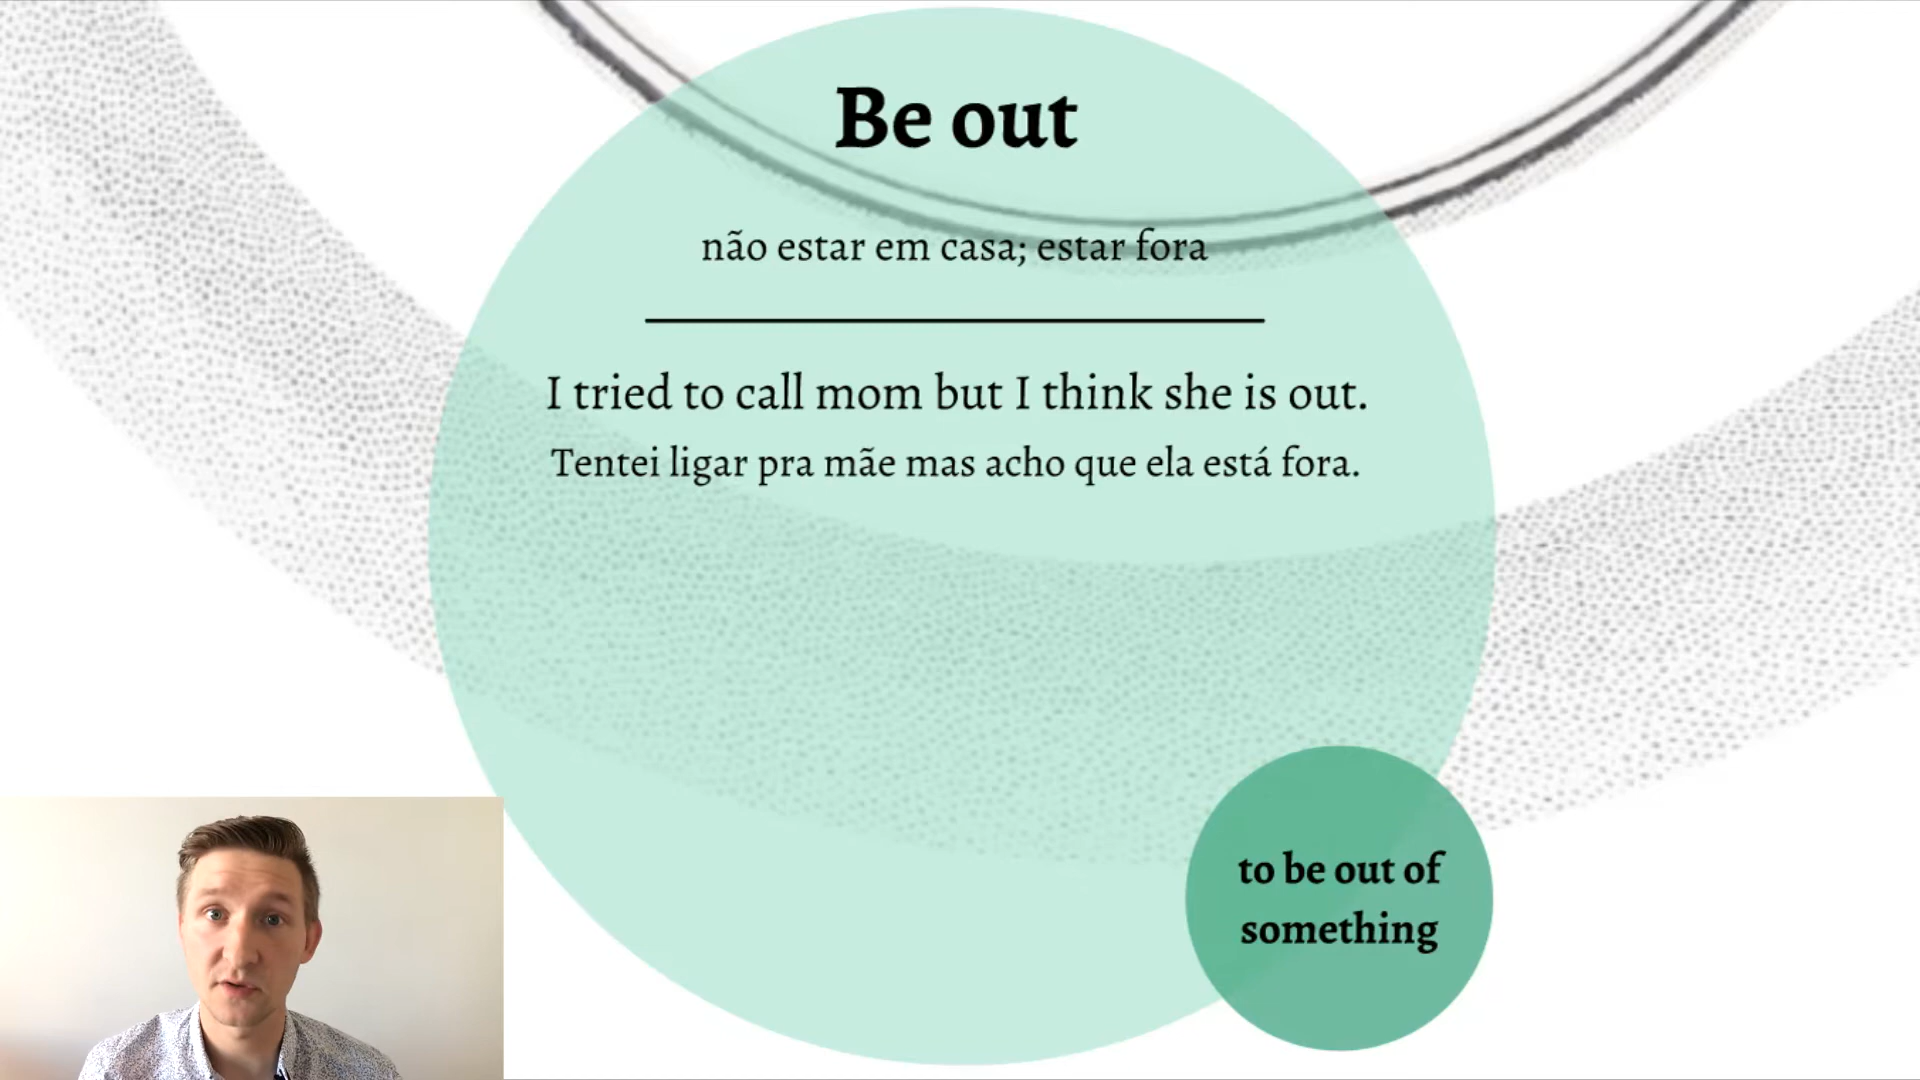 Be out
não estar em casa; estar fora
I tried to call mom but I think she is out.
Tentei ligar pra mãe mas acho que ela está fora.
to be out of
something